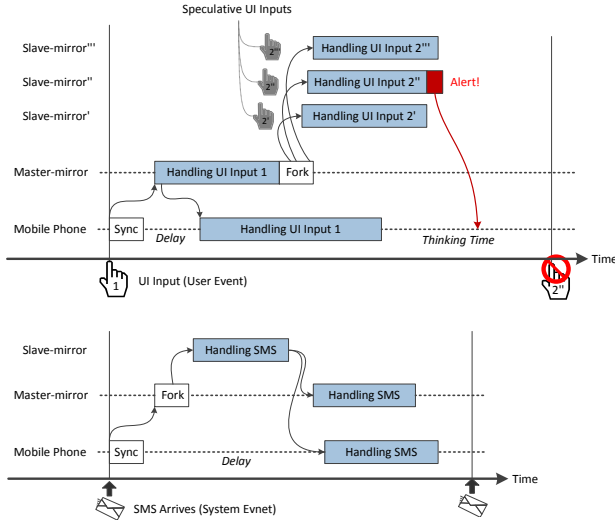 Speculative UI Inputs
Slave-mirror''' 2''' Handling UI Input 2'''
Slave-mirror'' 2'' Handling UI Input 2'' Alert!
Slave-mirror' 2' Handling UI Input 2'
Master-mirror Handling UI Input 1 Fork
Mobile Phone Sync Delay Handling UI Input 1 Thinking Time
Time
1 UI Input (User Event) 2''
Slave-mirror Handling SMS
Master-mirror Fork Handling SMS
Mobile Phone Sync Delay Handling SMS
Time
SMS Arrives (System Evnet)